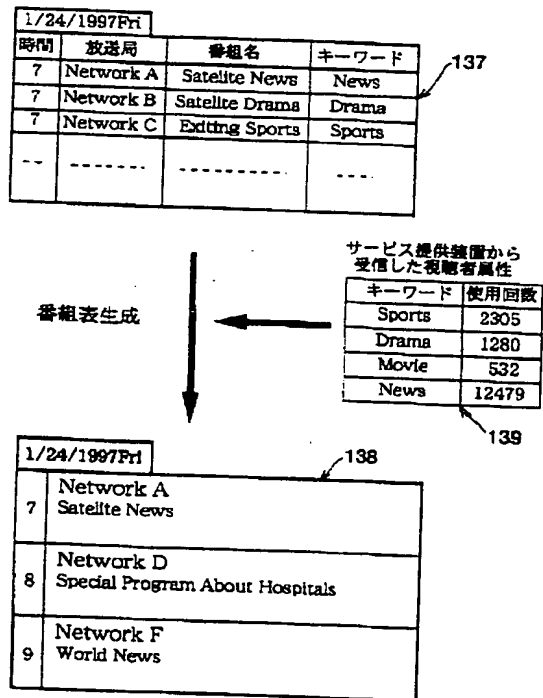 1/24/1997Fri
時間 放送局 番組名 キーワード
7 Network A Satelite News News
7 Network B Satelite Drama Drama
7 Network C Exiting Sports Sports
137
サービス提供装置から
受信した視聴者属性
番組表生成
キーワード 使用回数
Sports 2305
Drama 1280
Movie 532
News 12479
139
1/24/1997Fri
138
7 Network A
Satelite News
8 Network D
Special Program About Hospitals
9 Network F
World News